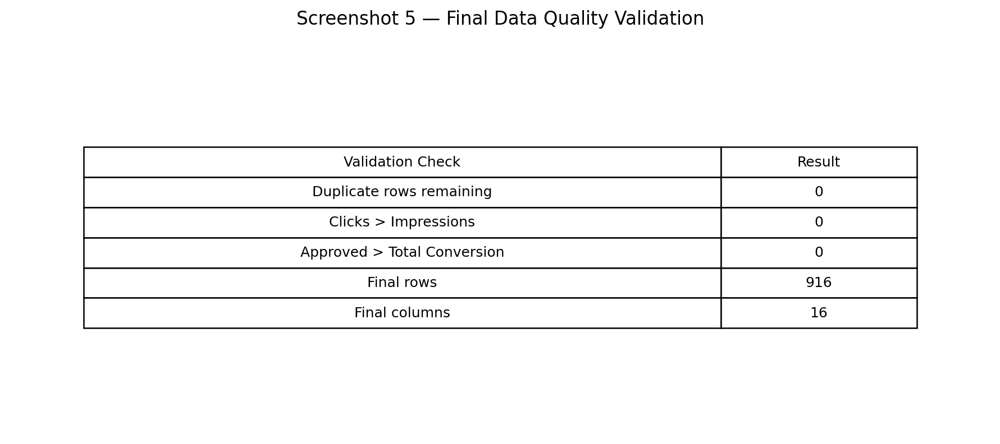 Screenshot 5 — Final Data Quality Validation
Validation Check Result
Duplicate rows remaining 0
Clicks > Impressions 0
Approved > Total Conversion 0
Final rows 916
Final columns 16